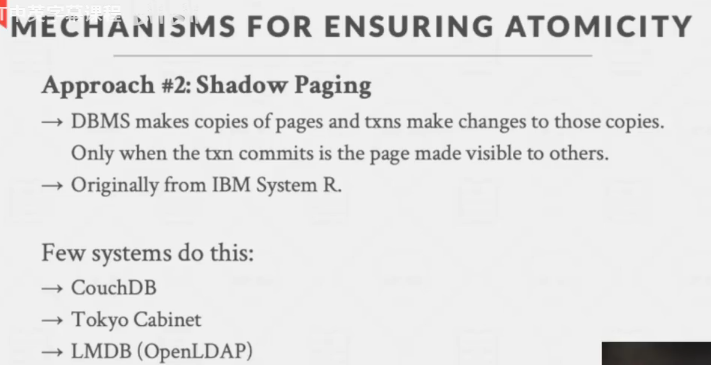 中英字幕课程
MECHANISMS FOR ENSURING ATOMICITY
Approach #2: Shadow Paging
→ DBMS makes copies of pages and txns make changes to those copies.
Only when the txn commits is the page made visible to others.
→ Originally from IBM System R.
Few systems do this:
→ CouchDB
→ Tokyo Cabinet
→ LMDB (OpenLDAP)